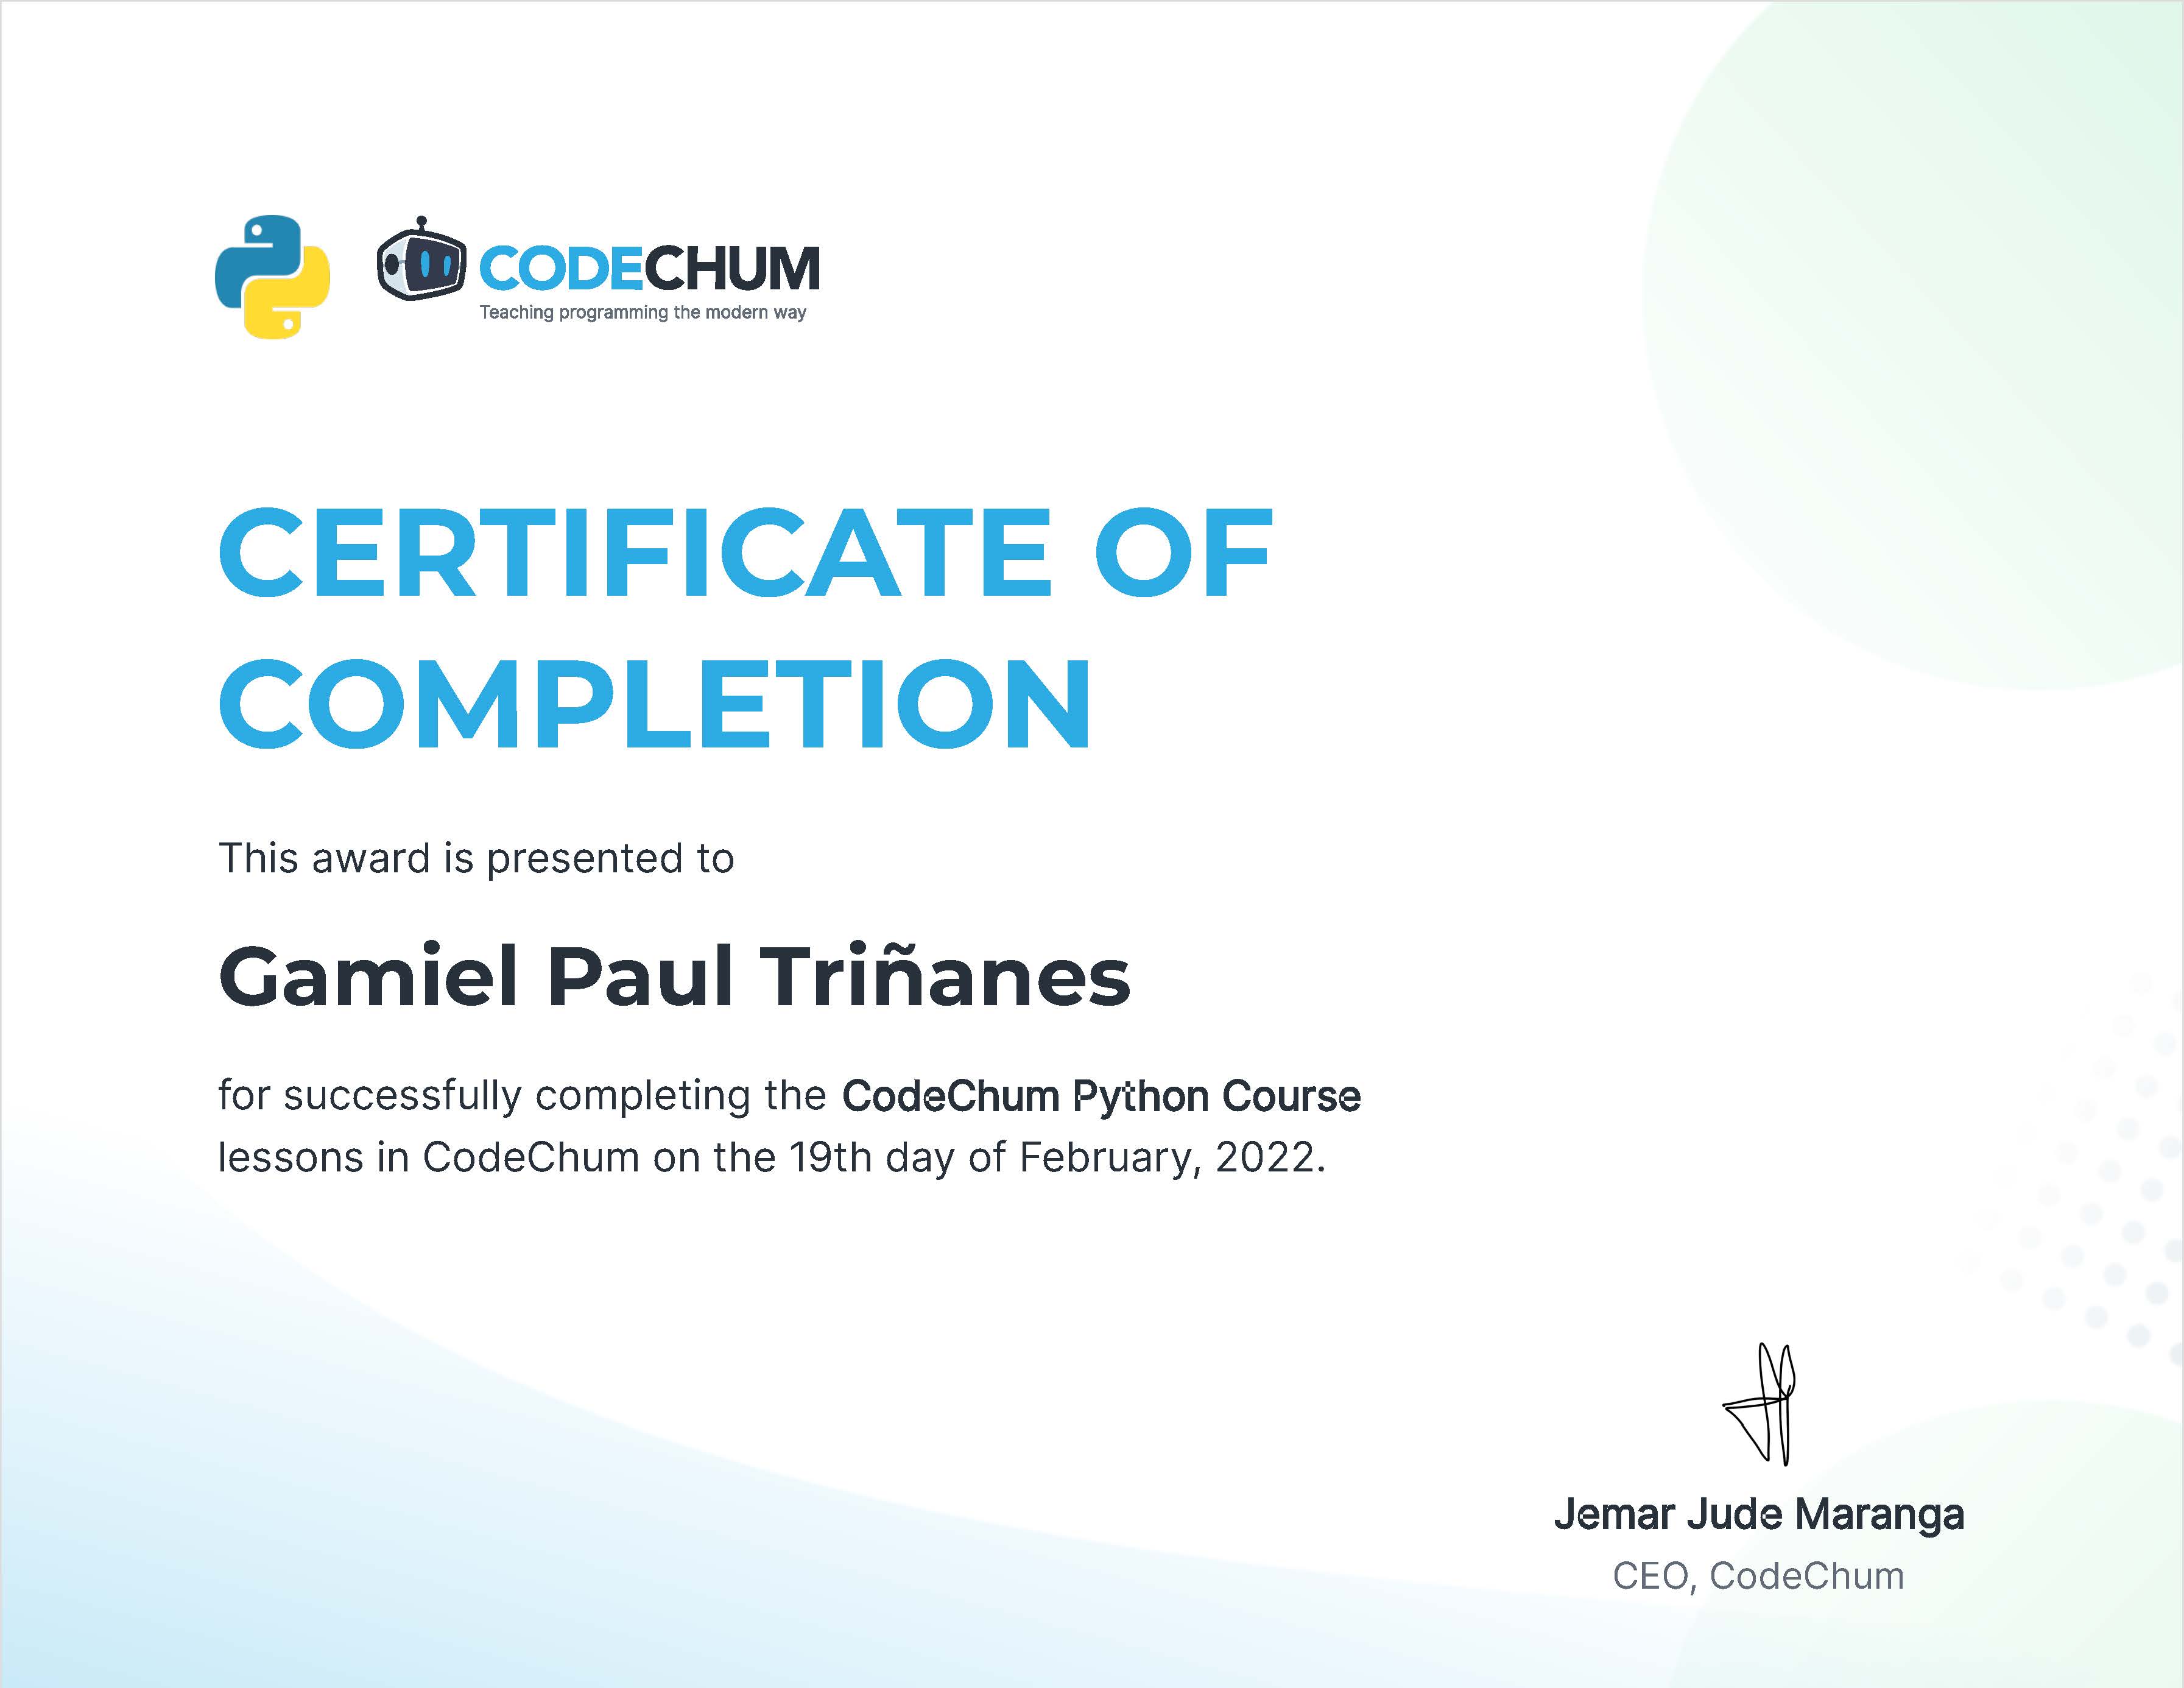 CODECHUM
Teaching programming the modern way
CERTIFICATE OF
COMPLETION
This award is presented to
Gamiel Paul Triñanes
for successfully completing the CodeChum Python Course
lessons in CodeChum on the 19th day of February, 2022.
Jemar Jude Maranga
CEO, CodeChum